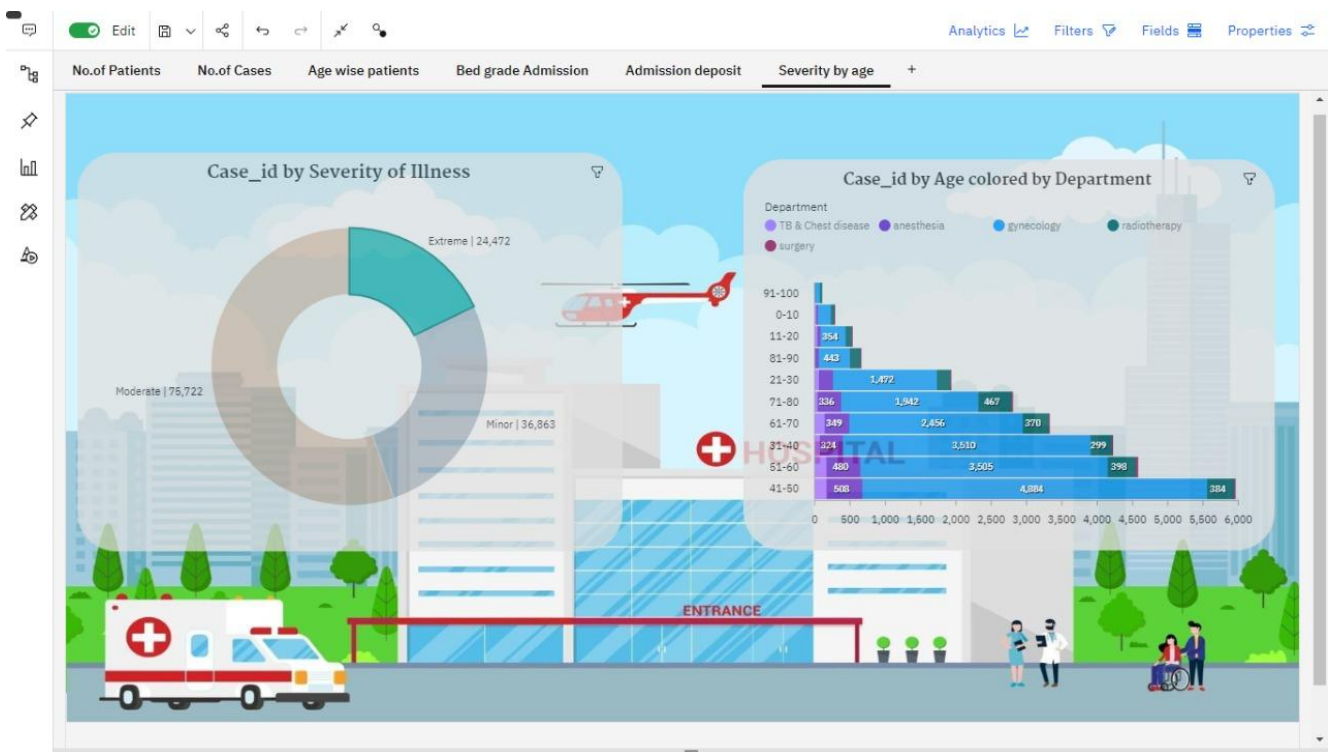 Edit
Analytics
Filters
Fields
Properties
No.of Patients
No.of Cases
Age wise patients
Bed grade Admission
Admission deposit
Severity by age
+
Case_id by Severity of Illness
Extreme | 24,472
Moderate | 75,722
Minor | 36,863
HOSPITAL
ENTRANCE
Case_id by Age colored by Department
Department
TB & Chest disease
anesthesia
gynecology
radiotherapy
surgery
91-100
0-10
11-20 354
81-90 443
21-30 1,472
71-80 336 1,942 467
61-70 349 2,456 370
31-40 324 3,510 299
51-60 480 3,505 398
41-50 508 4,884 384
0 500 1,000 1,500 2,000 2,500 3,000 3,500 4,000 4,500 5,000 5,500 6,000